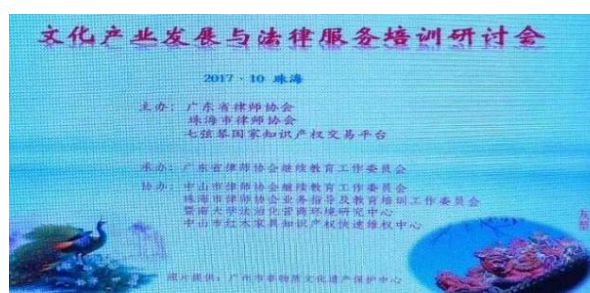 文化产业发展与法律服务培训研讨会
2017·10 珠海
主办：广东省律师协会
珠海市律师协会
七弦琴国家知识产权交易平台
承办：广东省律师协会继续教育工作委员会
协办：中山市律师协会继续教育工作委员会
珠海市律师协会业务指导及教育培训工作委员会
暨南大学法治化营商环境研究中心
中山市红木家具知识产权快速维权中心
照片提供：广州市非物质文化遗产保护中心